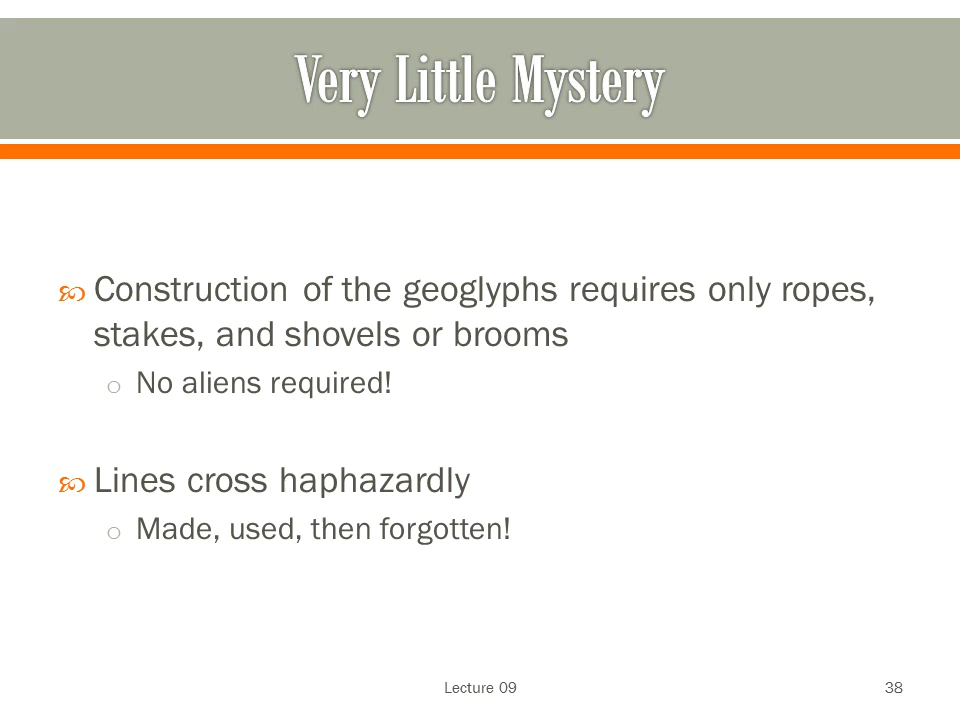 Very Little Mystery
Construction of the geoglyphs requires only ropes,
stakes, and shovels or brooms
No aliens required!
Lines cross haphazardly
Made, used, then forgotten!
Lecture 09
38